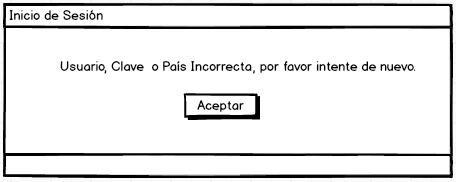 Inicio de Sesión
Usuario, Clave o País Incorrecta, por favor intente de nuevo.
Aceptar